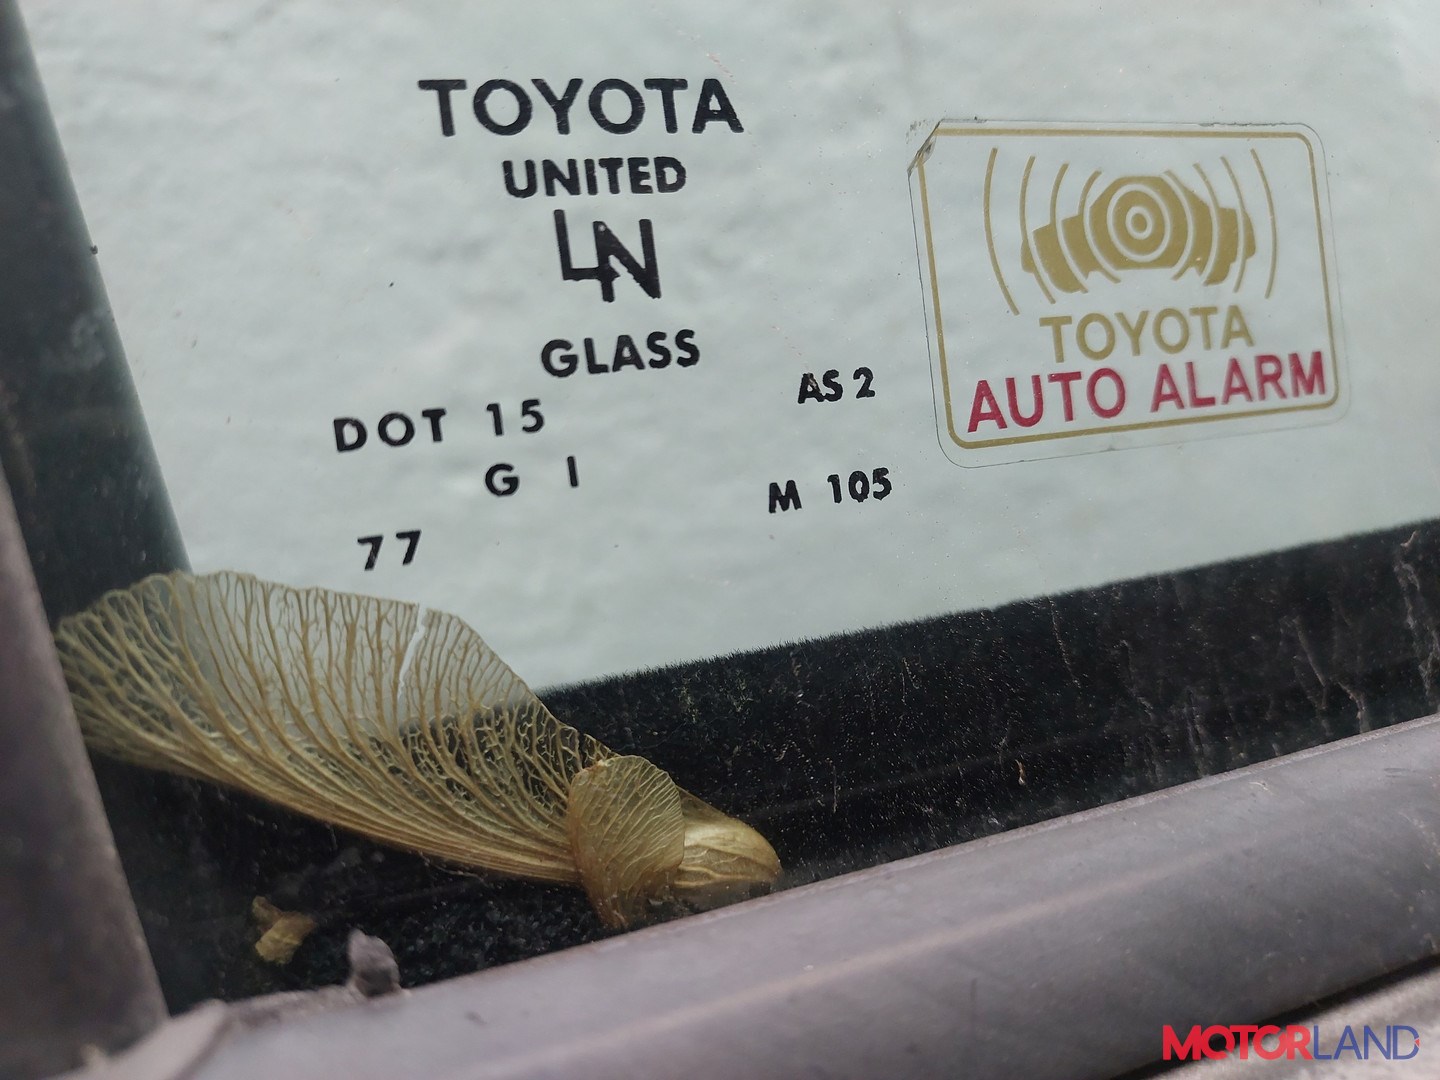 TOYOTA
UNITED
LN
GLASS
DOT 15 AS 2
G I M 105
77
TOYOTA
AUTO ALARM
MOTORLAND